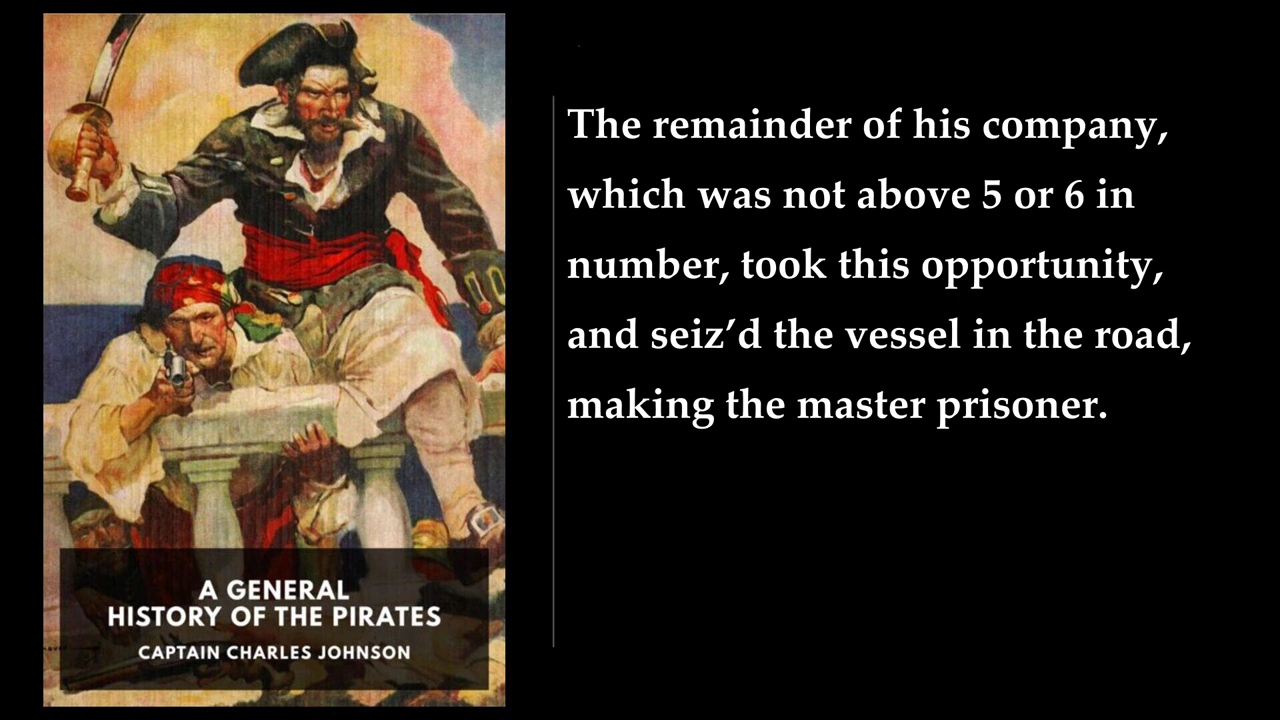 The remainder of his company,
which was not above 5 or 6 in
number, took this opportunity,
and seiz’d the vessel in the road,
making the master prisoner.
A GENERAL
HISTORY OF THE PIRATES
CAPTAIN CHARLES JOHNSON